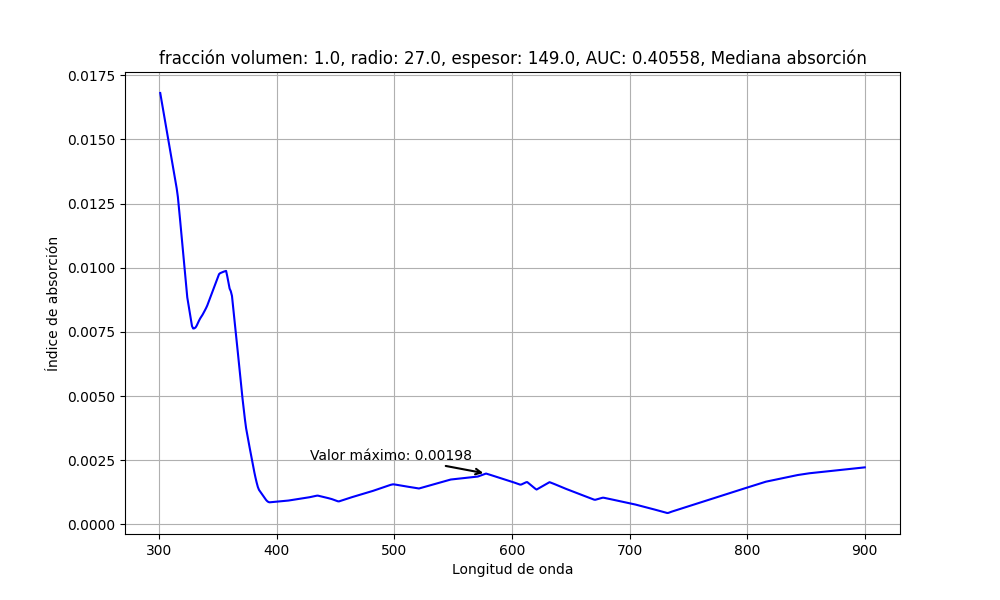 fracción volumen: 1.0, radio: 27.0, espesor: 149.0, AUC: 0.40558, Mediana absorción
0.0175
0.0150
0.0125
0.0100
0.0075
0.0050
0.0025
0.0000
Índice de absorción
Valor máximo: 0.00198
300 400 500 600 700 800 900
Longitud de onda